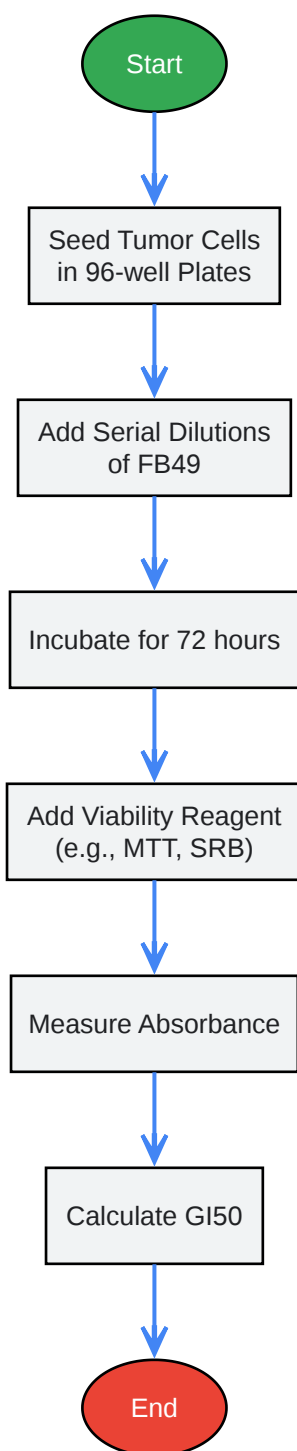 Start
Seed Tumor Cells
in 96-well Plates
Add Serial Dilutions
of FB49
Incubate for 72 hours
Add Viability Reagent
(e.g., MTT, SRB)
Measure Absorbance
Calculate GI50
End